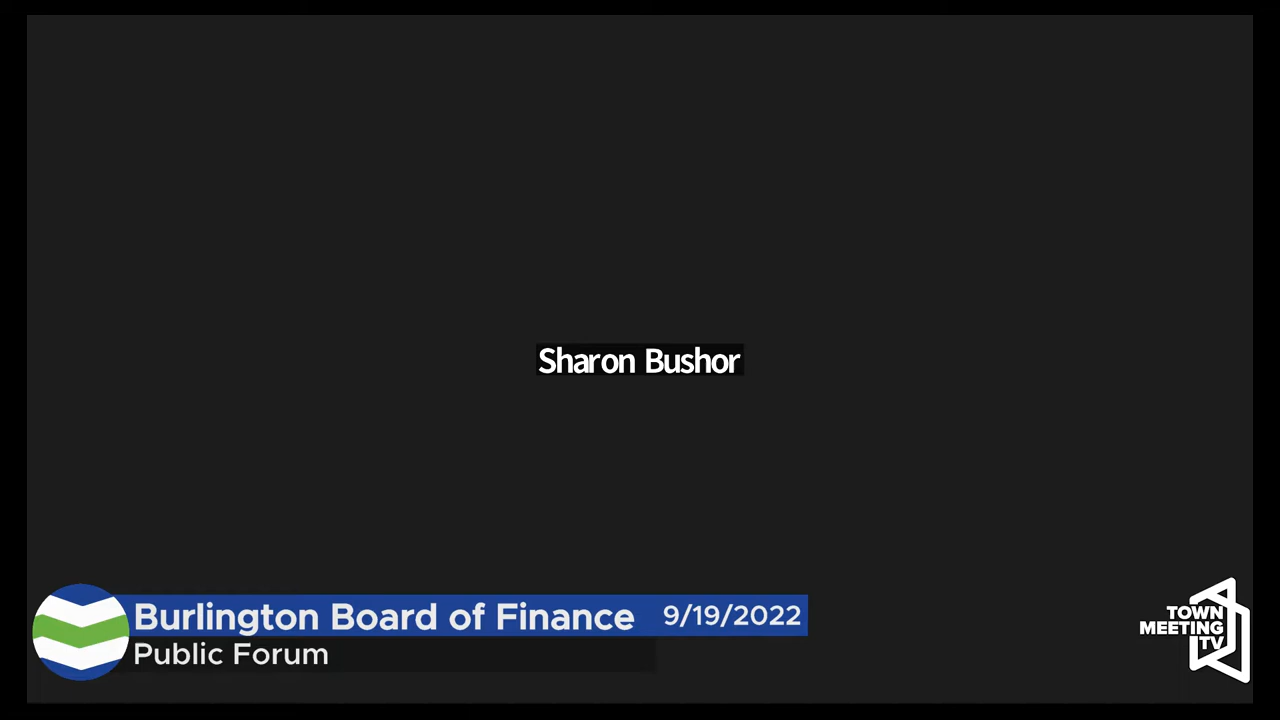 Sharon Bushor
Burlington Board of Finance 9/19/2022
Public Forum
TOWN
MEETING
TV